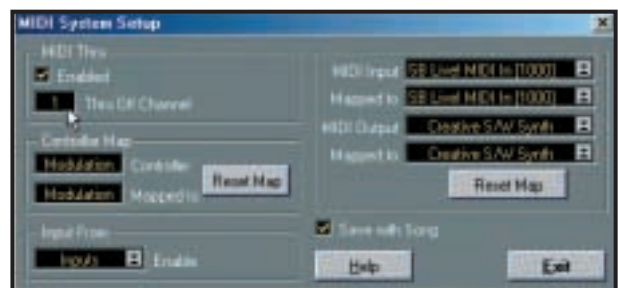 MIDI System Setup
MIDI Thru
Enabled
1 Thru Off Channel
Controller Map
Modulation Controller
Modulation Mapped to
Reset Map
Input From
Inputs Enable
MIDI Input SB Live! MIDI In [1000]
Mapped to SB Live! MIDI In [1000]
MIDI Output Creative S/W Synth
Mapped to Creative S/W Synth
Reset Map
Save with Song
Help
Exit